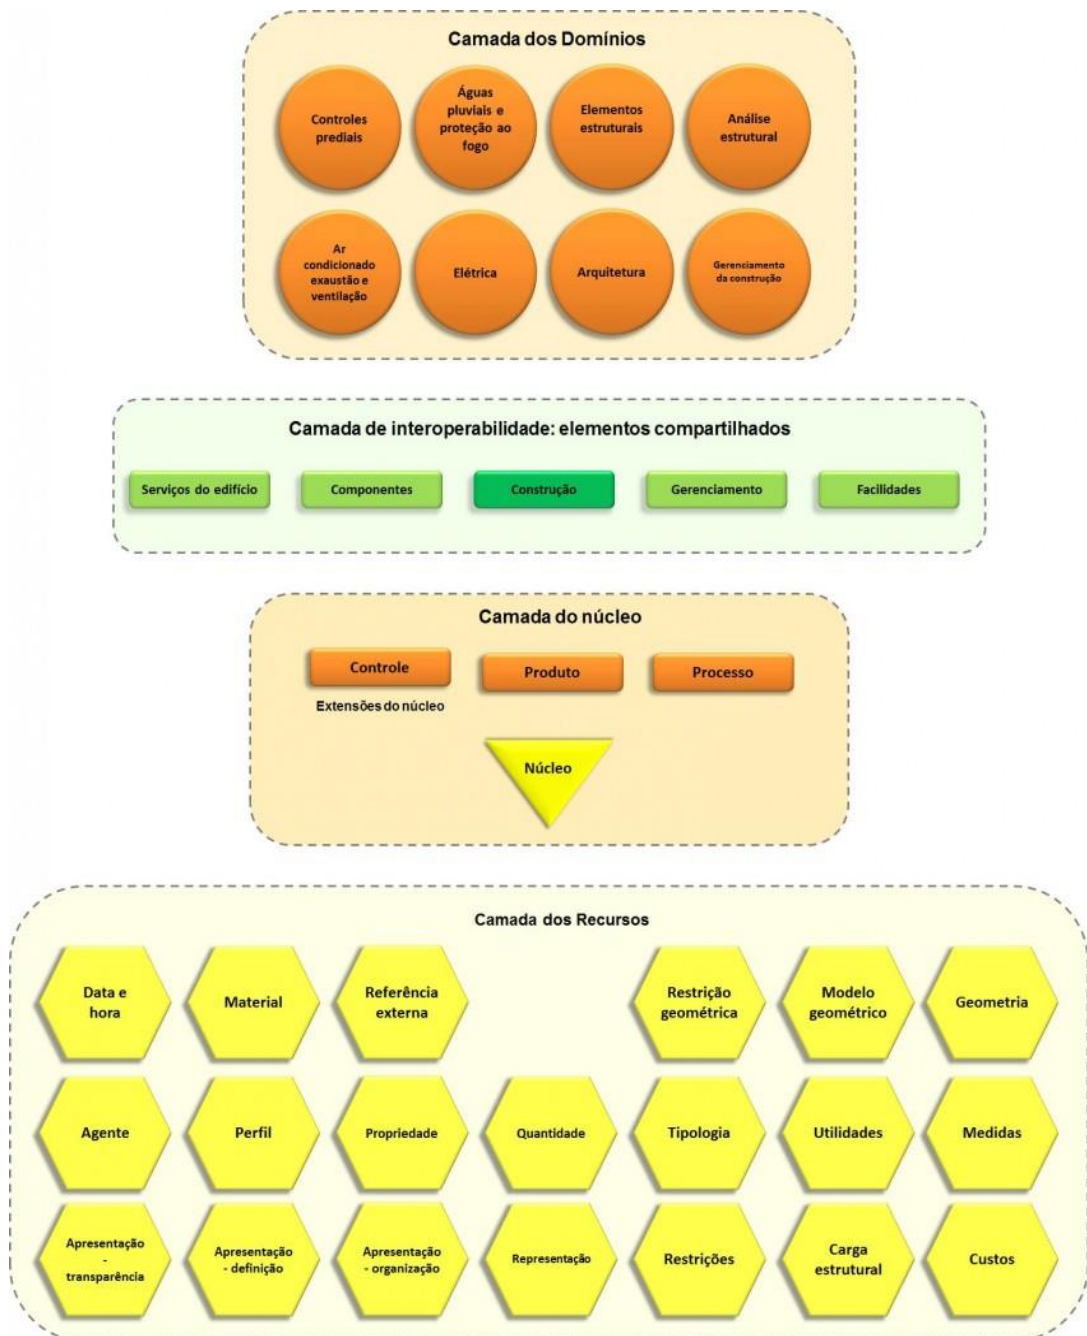 Camada dos Domínios
Controles
prediais
Águas
pluviais e
proteção ao
fogo
Elementos
estruturais
Análise
estrutural
Ar
condicionado
exaustão e
ventilação
Elétrica
Arquitetura
Gerenciamento
da construção
Camada de interoperabilidade: elementos compartilhados
Serviços do edifício
Componentes
Construção
Gerenciamento
Facilidades
Camada do núcleo
Controle
Produto
Processo
Extensões do núcleo
Núcleo
Camada dos Recursos
Data e
hora
Material
Referência
externa
Restrição
geométrica
Modelo
geométrico
Geometria
Agente
Perfil
Propriedade
Quantidade
Tipologia
Utilidades
Medidas
Apresentação
-
transparência
Apresentação
- definição
Apresentação
- organização
Representação
Restrições
Carga
estrutural
Custos